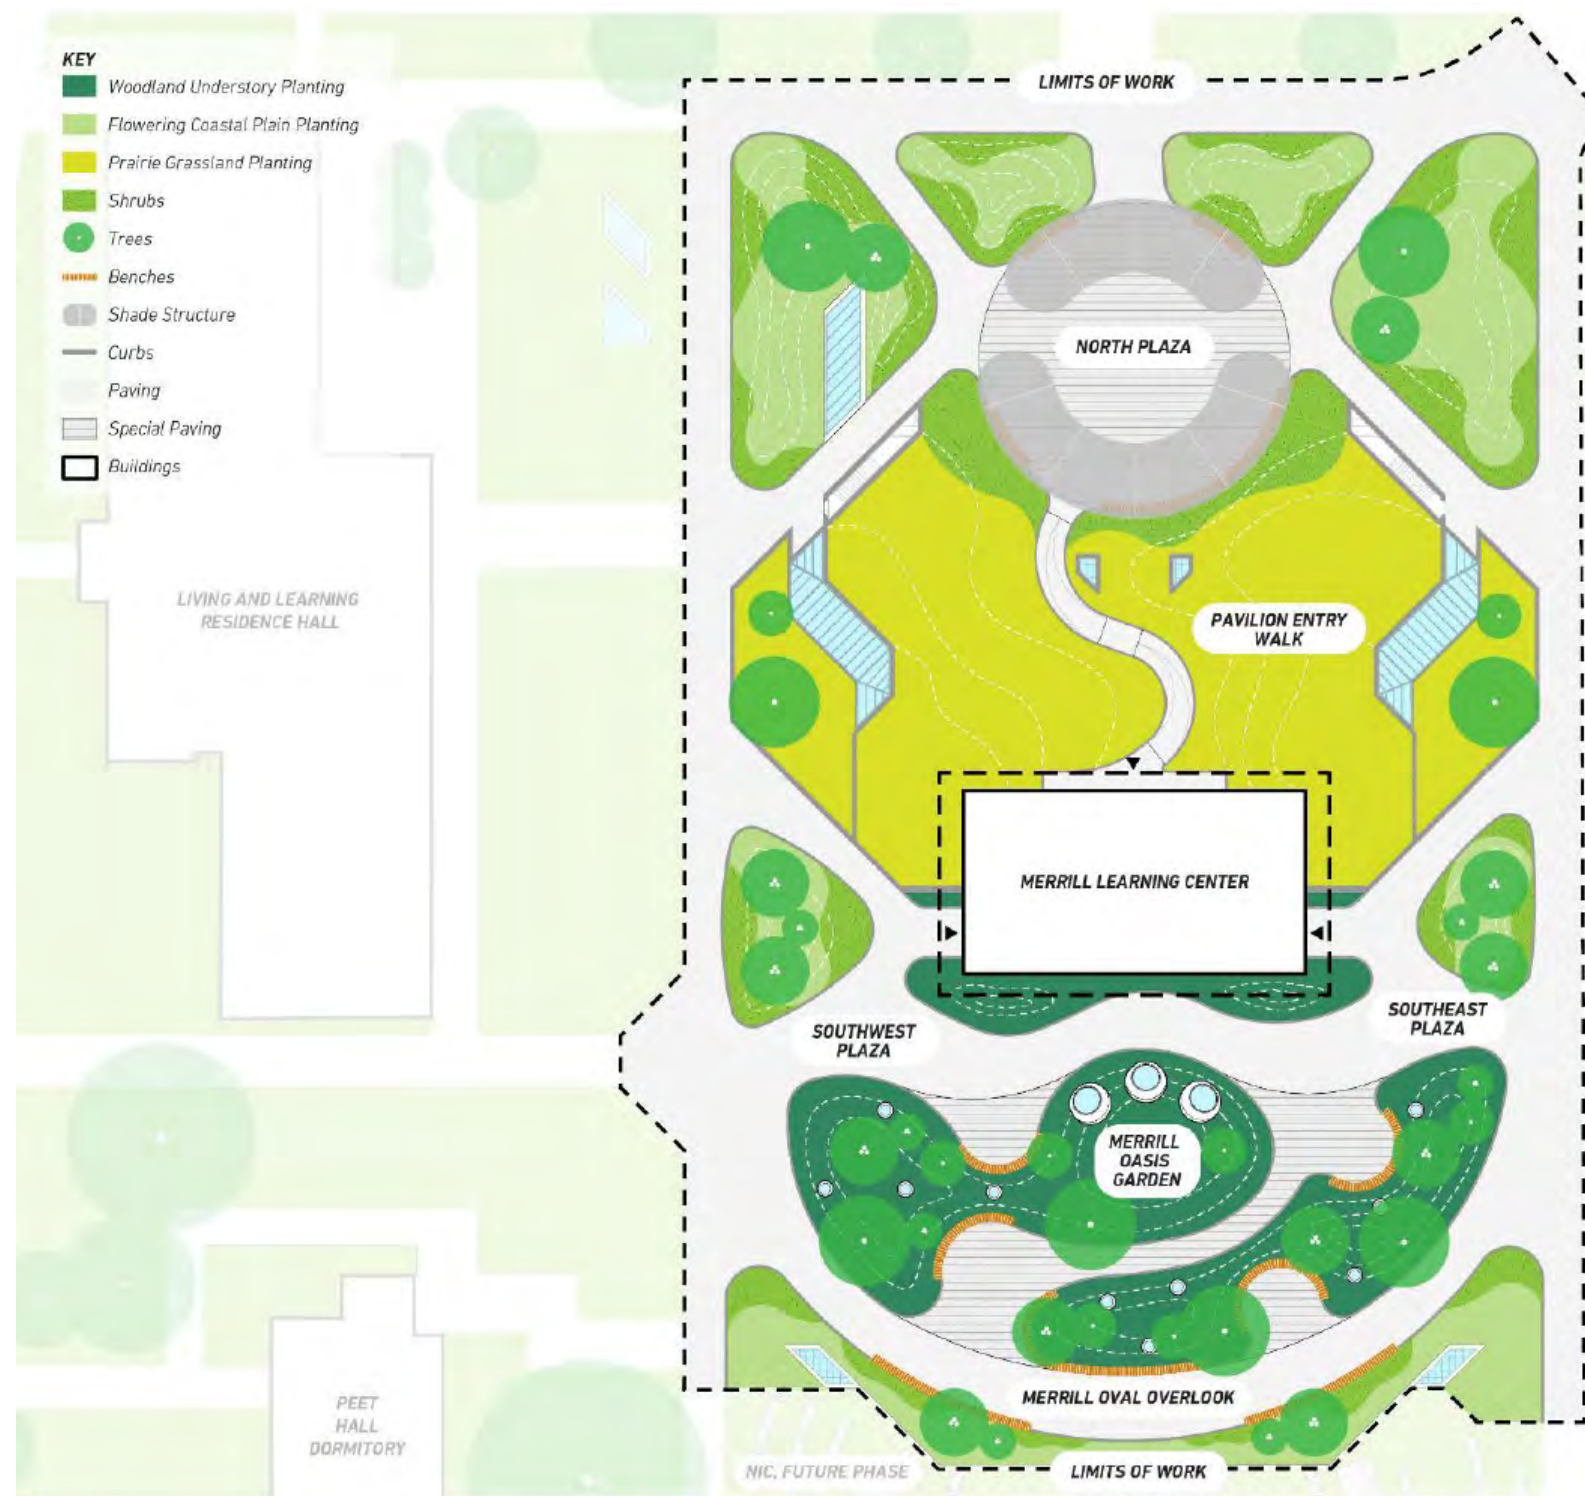 KEY
Woodland Understory Planting
Flowering Coastal Plain Planting
Prairie Grassland Planting
Shrubs
Trees
Benches
Shade Structure
Curbs
Paving
Special Paving
Buildings
LIMITS OF WORK
NORTH PLAZA
LIVING AND LEARNING
RESIDENCE HALL
PAVILION ENTRY
WALK
MERRILL LEARNING CENTER
SOUTHWEST
PLAZA
SOUTHEAST
PLAZA
MERRILL
OASIS
GARDEN
MERRILL OVAL OVERLOOK
PEET
HALL
DORMITORY
NIC, FUTURE PHASE
LIMITS OF WORK